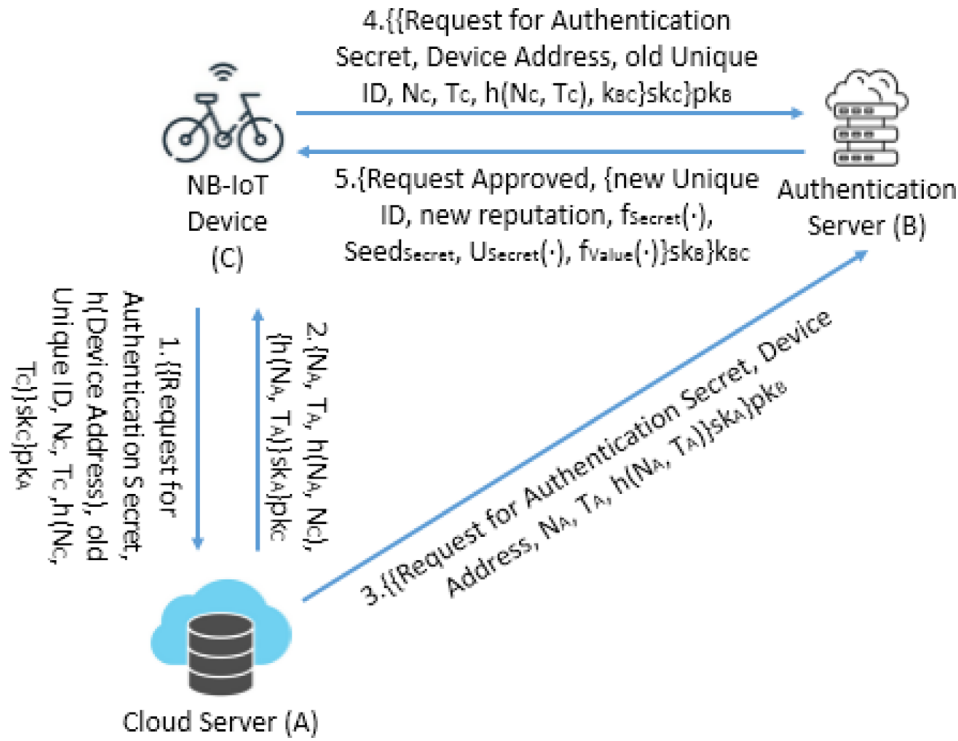 4.{{Request for Authentication
Secret, Device Address, old Unique
ID, Nc, Tc, h(Nc, Tc), kBC}skc}pkB
NB-IoT
Device
(C)
5.{Request Approved, {new Unique
ID, new reputation, fSecret(·),
SeedSecret, USecret(·), fValue(·)}skB}kBC
Authentication
Server (B)
1.{{Request for
Authentication Secret,
h(Device Address), old
Unique ID, Nc, Tc ,h(Nc,
Tc)}skc}pkA
2.{NA, TA, h(NA, Nc),
{h(NA, TA)}skA}pkc
3.{{Request for Authentication Secret, Device
Address, NA, TA, h(NA, TA)}skA}pkB
Cloud Server (A)